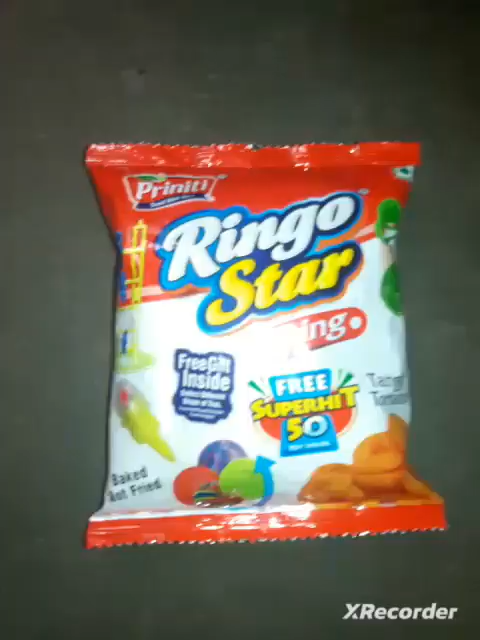 Priniti
Ringo
Star
Ring
Free Gift
Inside
FREE
SUPERHIT
50
Baked
Not Fried
XRecorder